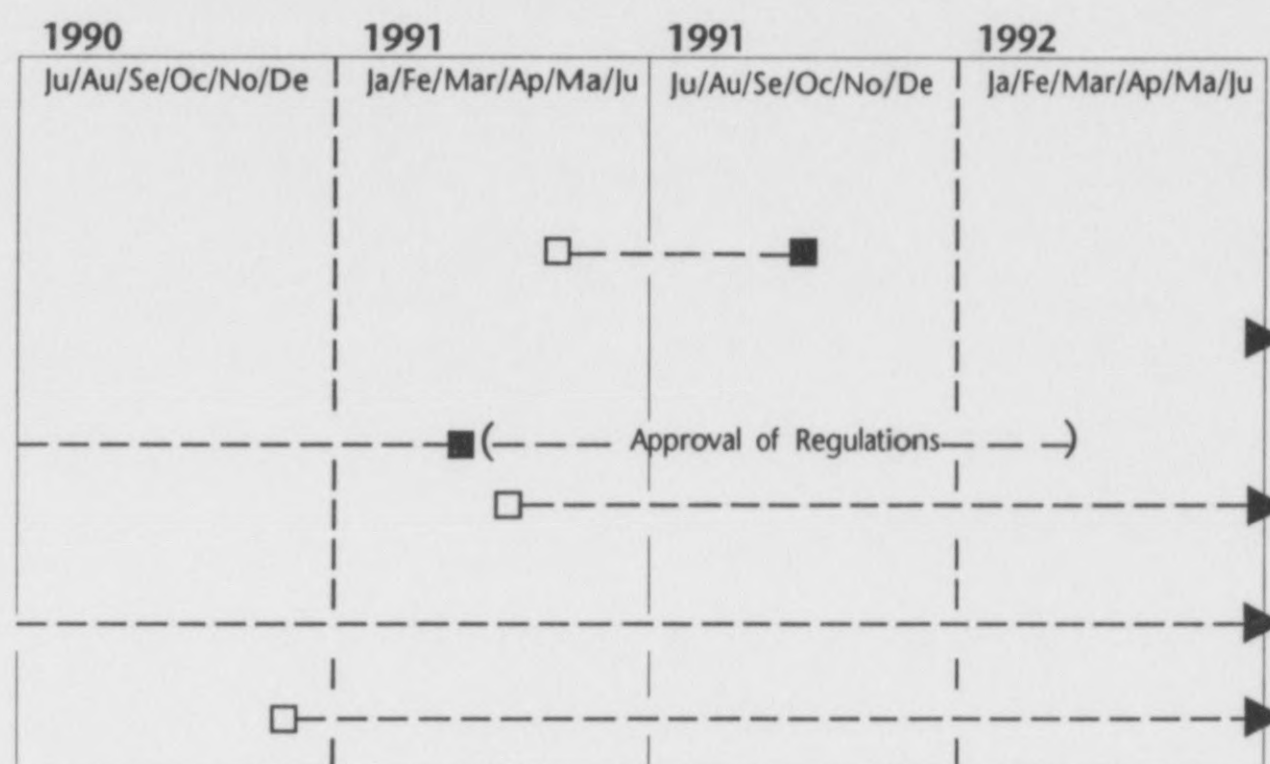 1990 1991 1991 1992
Ju/Au/Se/Oc/No/De Ja/Fe/Mar/Ap/Ma/Ju Ju/Au/Se/Oc/No/De Ja/Fe/Mar/Ap/Ma/Ju
(Approval of Regulations)